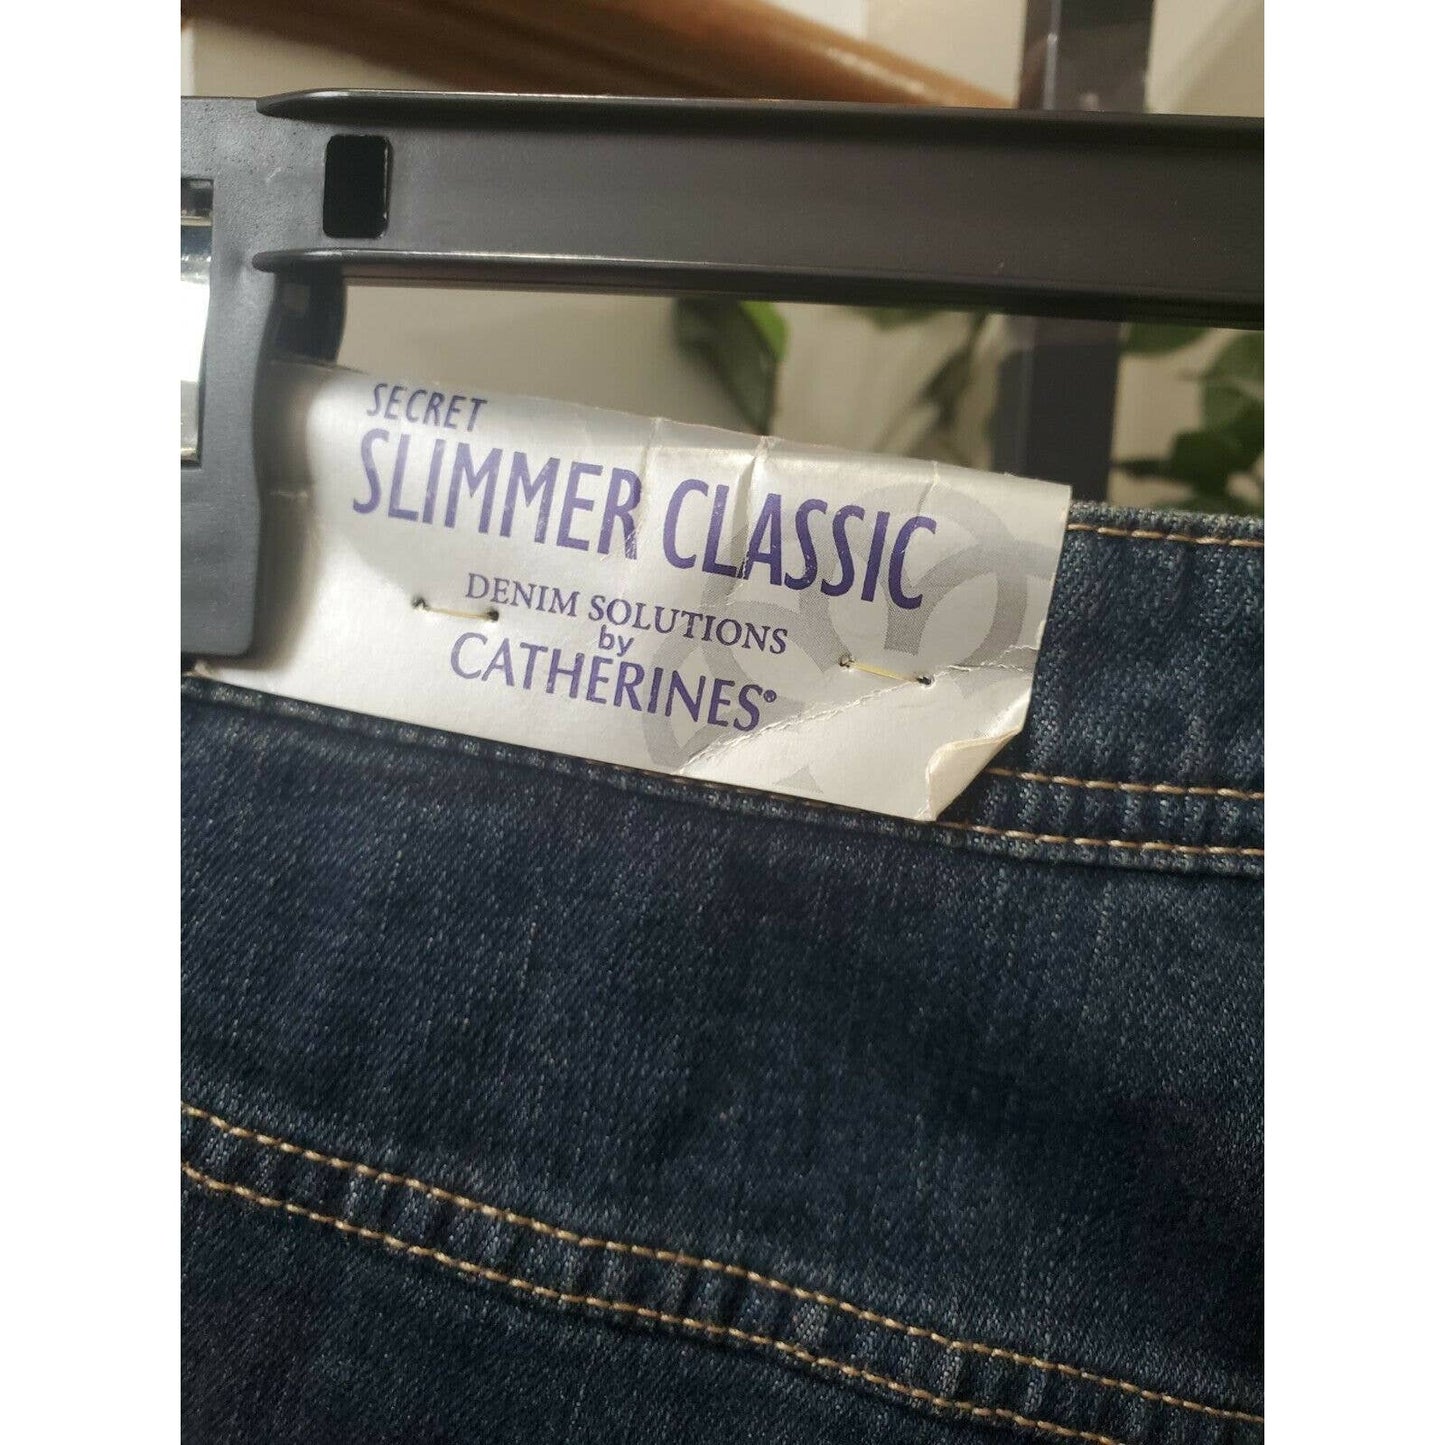 SECRET
SLIMMER CLASSIC
DENIM SOLUTIONS
by
CATHERINES®